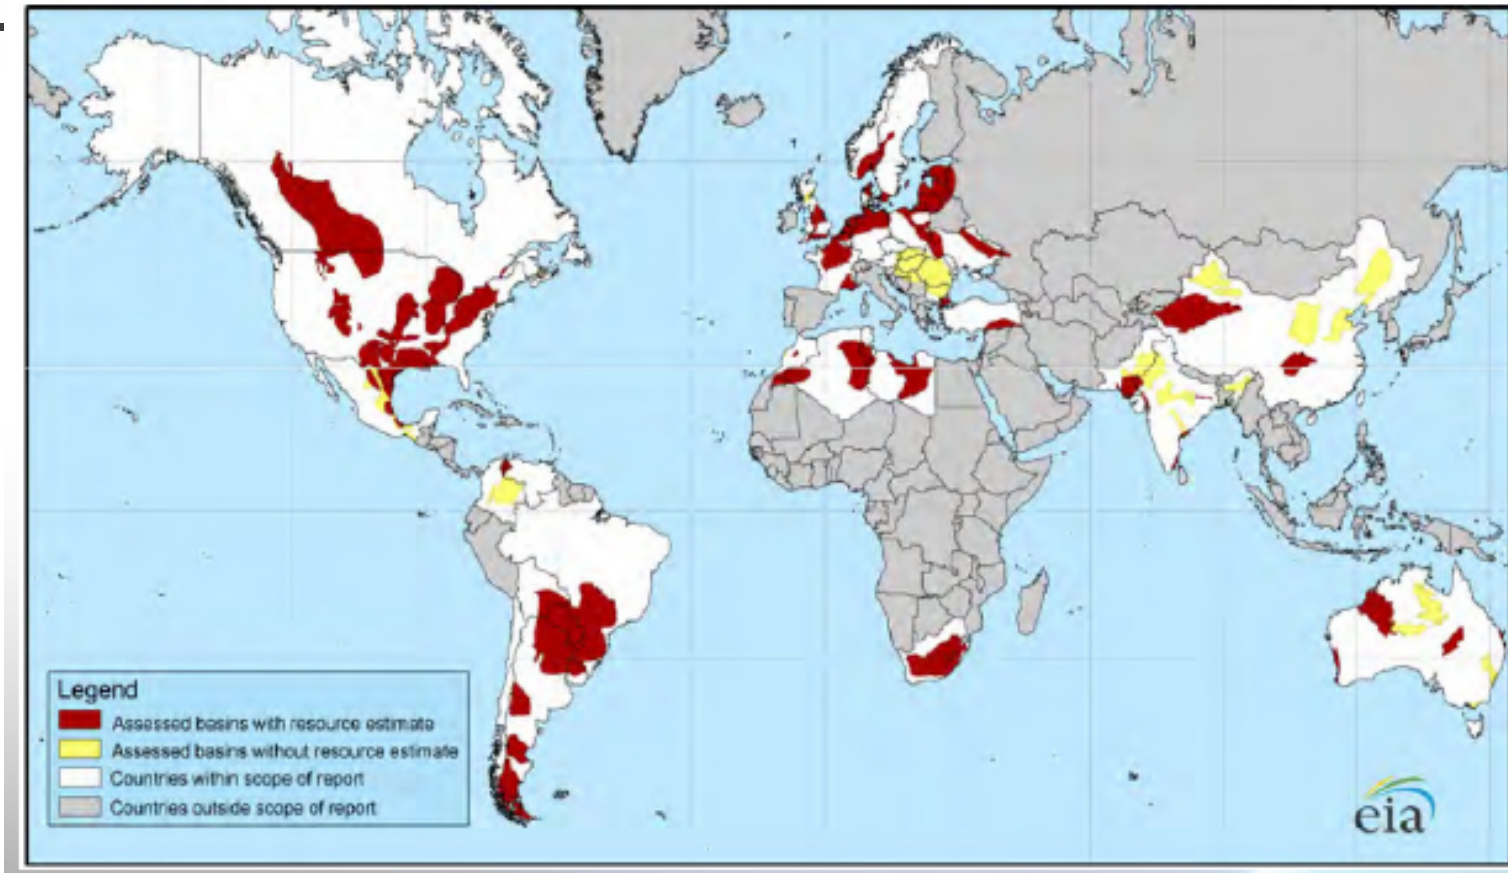 Legend
Assessed basins with resource estimate
Assessed basins without resource estimate
Countries within scope of report
Countries outside scope of report
eia